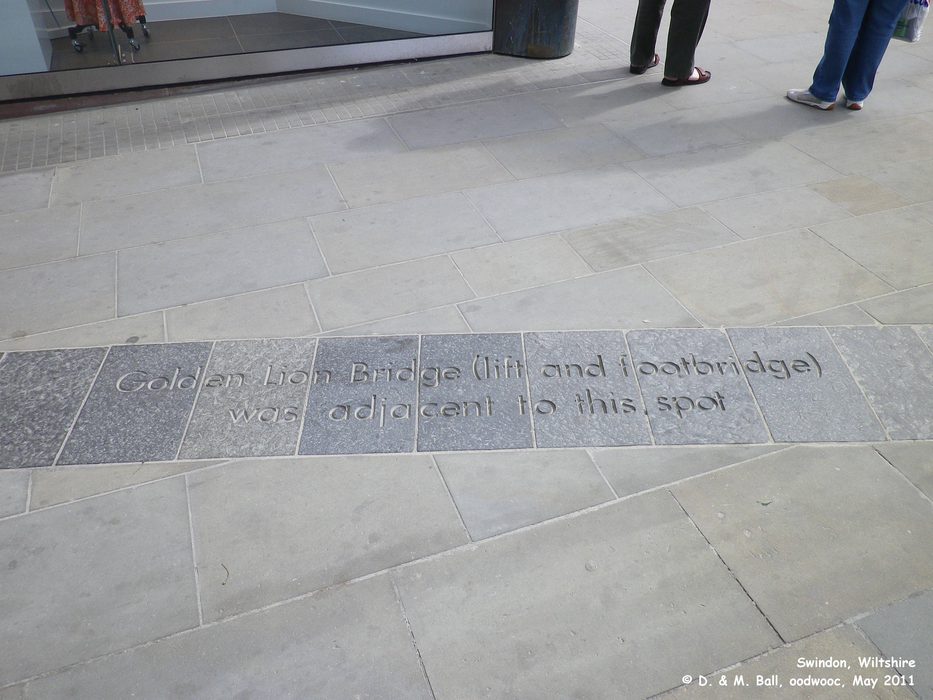 Golden Lion Bridge (lift and footbridge)
was adjacent to this spot
Swindon, Wiltshire
© D. & M. Ball, oodwooc, May 2011